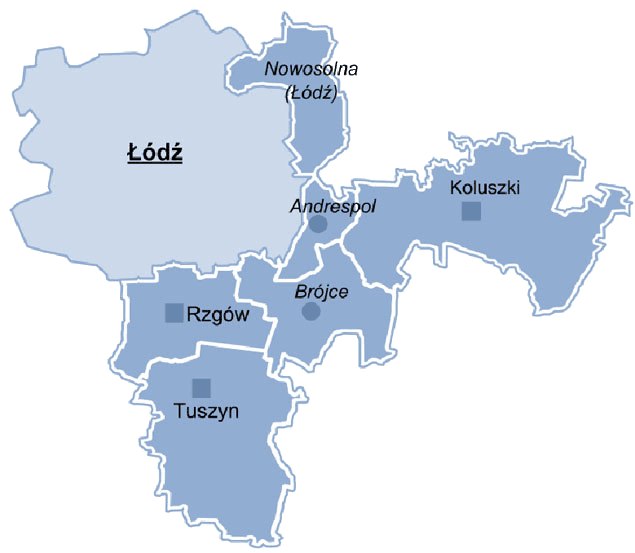 Nowosolna
(Łódź)
Łódź
Koluszki
Andrespol
Brójce
Rzgów
Tuszyn